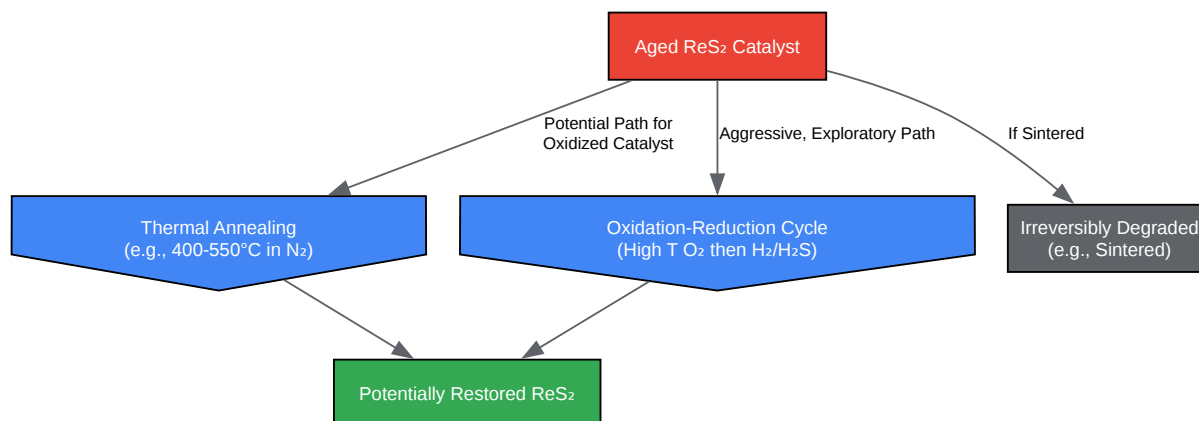 Aged ReS₂ Catalyst
Potential Path for
Oxidized Catalyst
Aggressive, Exploratory Path
If Sintered
Thermal Annealing
(e.g., 400-550°C in N₂)
Oxidation-Reduction Cycle
(High T O₂ then H₂/H₂S)
Irreversibly Degraded
(e.g., Sintered)
Potentially Restored ReS₂